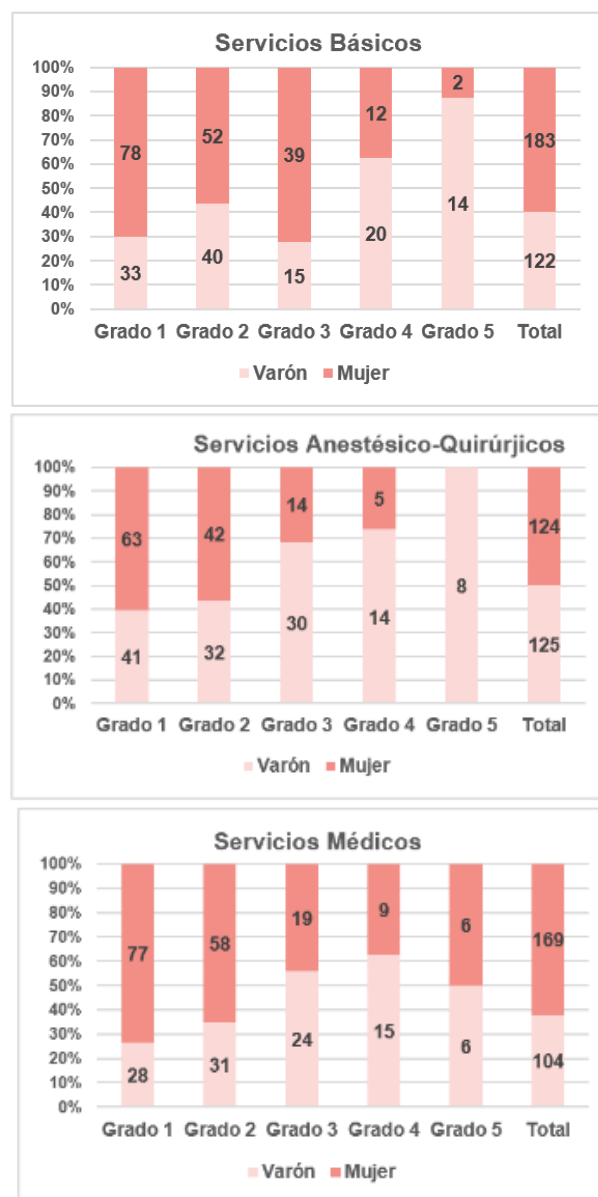 Servicios Básicos
100%
90%
80%
70%
60%
50%
40%
30%
20%
10%
0%
78 52 39 12 2 183
33 40 15 20 14 122
Grado 1 Grado 2 Grado 3 Grado 4 Grado 5 Total
Varón Mujer
Servicios Anestésico-Quirúrjicos
100%
90%
80%
70%
60%
50%
40%
30%
20%
10%
0%
63 42 14 5 124
41 32 30 14 8 125
Grado 1 Grado 2 Grado 3 Grado 4 Grado 5 Total
Varón Mujer
Servicios Médicos
100%
90%
80%
70%
60%
50%
40%
30%
20%
10%
0%
77 58 19 9 6 169
28 31 24 15 6 104
Grado 1 Grado 2 Grado 3 Grado 4 Grado 5 Total
Varón Mujer